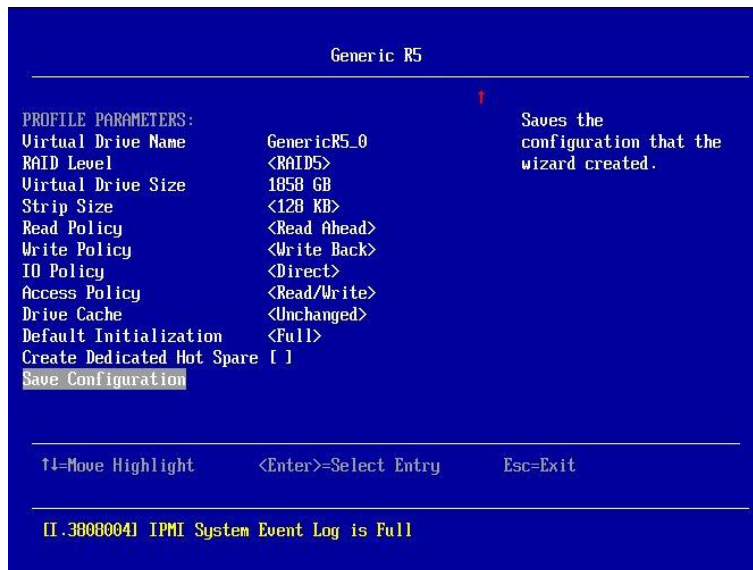 Generic R5
↑
PROFILE PARAMETERS:
Virtual Drive Name GenericR5_0
RAID Level <RAID5>
Virtual Drive Size 1858 GB
Strip Size <128 KB>
Read Policy <Read Ahead>
Write Policy <Write Back>
IO Policy <Direct>
Access Policy <Read/Write>
Drive Cache <Unchanged>
Default Initialization <Full>
Create Dedicated Hot Spare [ ]
Save Configuration
Saves the
configuration that the
wizard created.
↑↓=Move Highlight <Enter>=Select Entry Esc=Exit
[I.3808004] IPMI System Event Log is Full